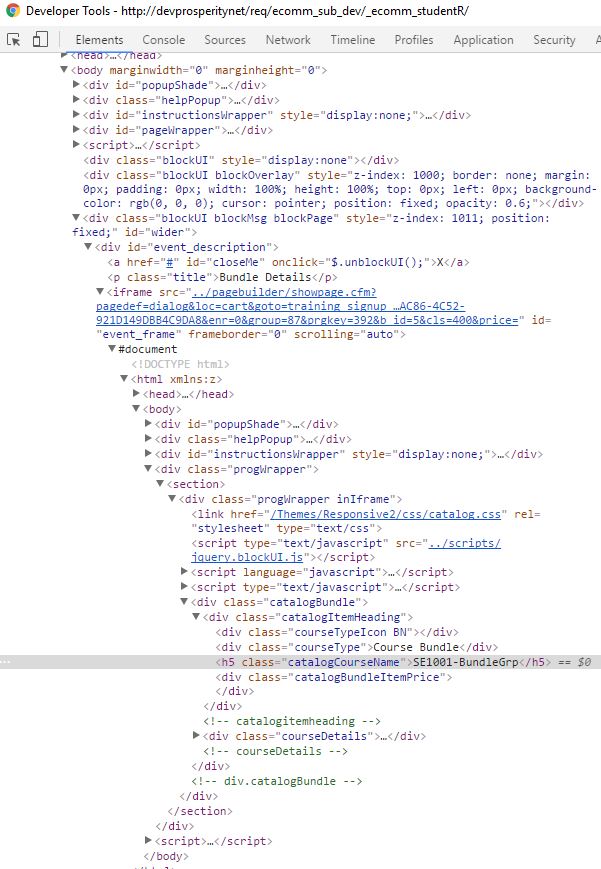 Developer Tools - http://devprosperitynet/req/ecomm_sub_dev/_ecomm_studentR/
Elements Console Sources Network Timeline Profiles Application Security
<head>…</head>
<body marginwidth="0" marginheight="0">
<div id="popupShade">…</div>
<div class="helpPopup">…</div>
<div id="instructionsWrapper" style="display:none;">…</div>
<div id="pageWrapper">…</div>
<script>…</script>
<div class="blockUI" style="display:none"></div>
<div class="blockUI blockOverlay" style="z-index: 1000; border: none; margin:
0px; padding: 0px; width: 100%; height: 100%; top: 0px; left: 0px; background-
color: rgb(0, 0, 0); cursor: pointer; position: fixed; opacity: 0.6;"></div>
<div class="blockUI blockMsg blockPage" style="z-index: 1011; position:
fixed;" id="wider">
<div id="event_description">
<a href="#" id="closeMe" onclick="$.unblockUI();">X</a>
<p class="title">Bundle Details</p>
<iframe src="../pagebuilder/showpage.cfm?
pagedef=dialog&loc=cart&goto=training_signup_…AC86-4C52-
921D149DBB4C9DA8&enr=0&group=87&prgkey=392&b_id=5&cls=400&price=" id=
"event_frame" frameborder="0" scrolling="auto">
#document
<!DOCTYPE html>
<html xmlns:z>
<head>…</head>
<body>
<div id="popupShade">…</div>
<div class="helpPopup">…</div>
<div id="instructionsWrapper" style="display:none;">…</div>
<div class="progWrapper">
<section>
<div class="progWrapper inIframe">
<link href="/Themes/Responsive2/css/catalog.css" rel=
"stylesheet" type="text/css">
<script type="text/javascript" src="../scripts/
jquery.blockUI.js"></script>
<script language="javascript">…</script>
<script type="text/javascript">…</script>
<div class="catalogBundle">
<div class="catalogItemHeading">
<div class="courseTypeIcon BN"></div>
<div class="courseType">Course Bundle</div>
… <h5 class="catalogCourseName">SE1001-BundleGrp</h5> == $0
<div class="catalogBundleItemPrice">
</div>
</div>
<!-- catalogitemheading -->
<div class="courseDetails">…</div>
<!-- courseDetails -->
</div>
<!-- div.catalogBundle -->
</div>
</section>
</div>
<script>…</script>
</body>